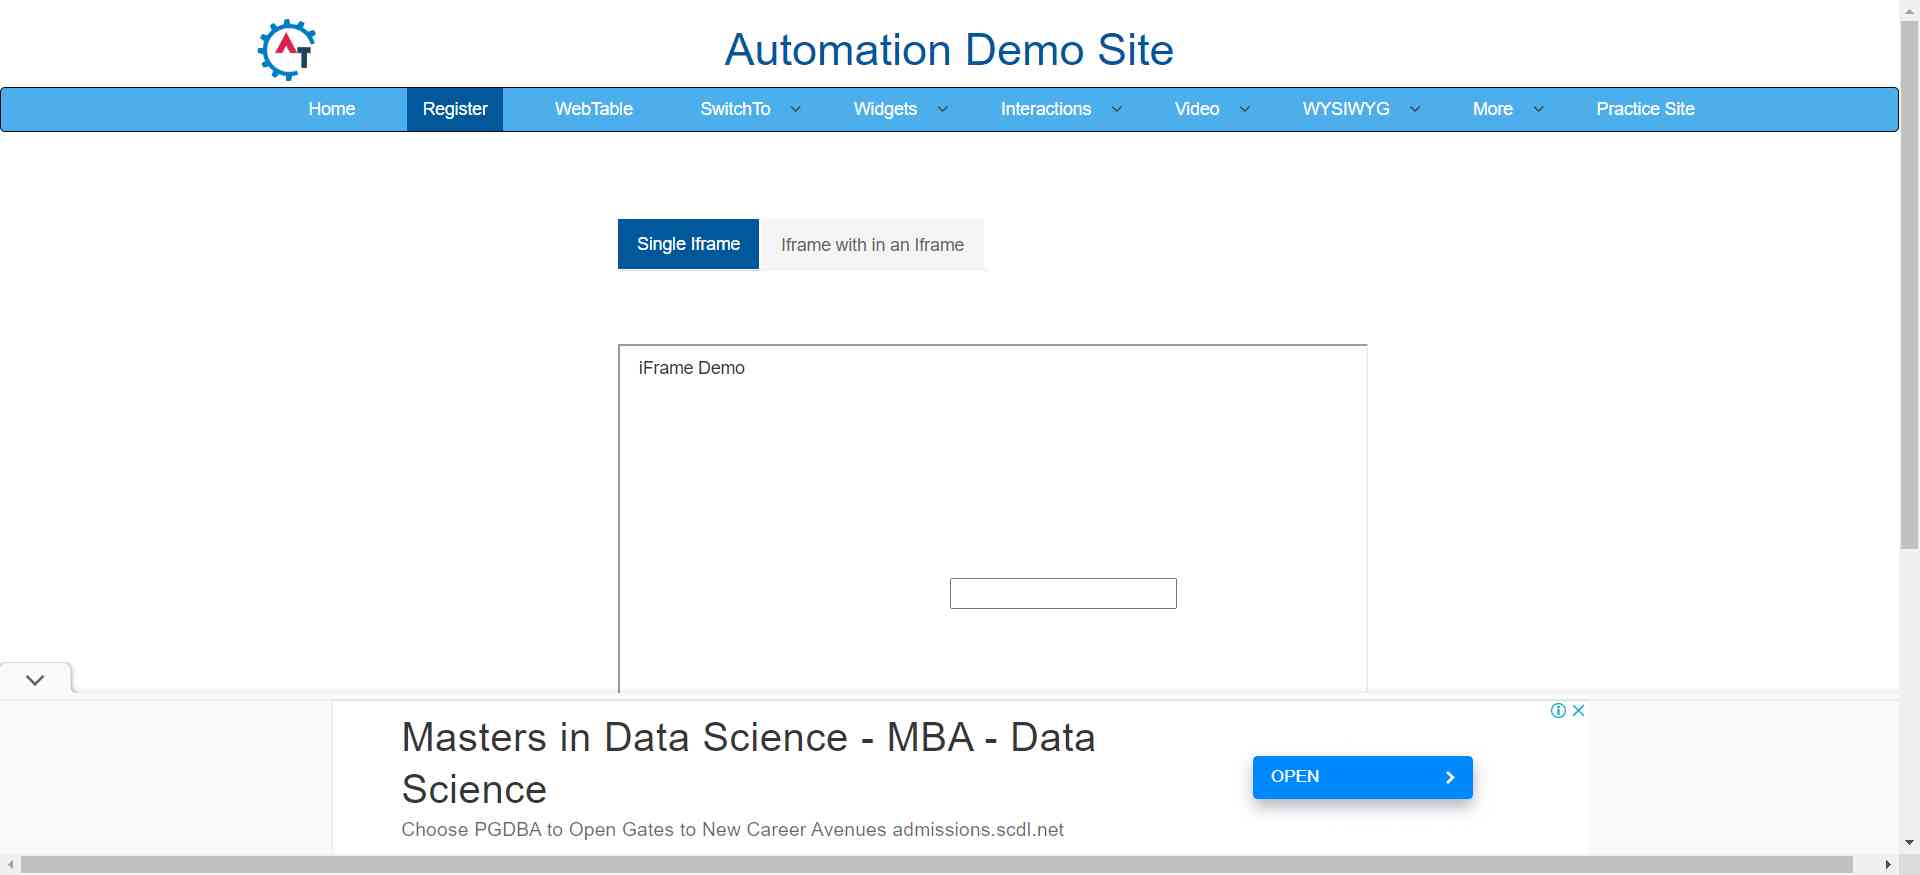 AT
Automation Demo Site
Home Register WebTable SwitchTo Widgets Interactions Video WYSIWYG More Practice Site
Single Iframe Iframe with in an Iframe
iFrame Demo
Masters in Data Science - MBA - Data
Science
OPEN
Choose PGDBA to Open Gates to New Career Avenues admissions.scdl.net